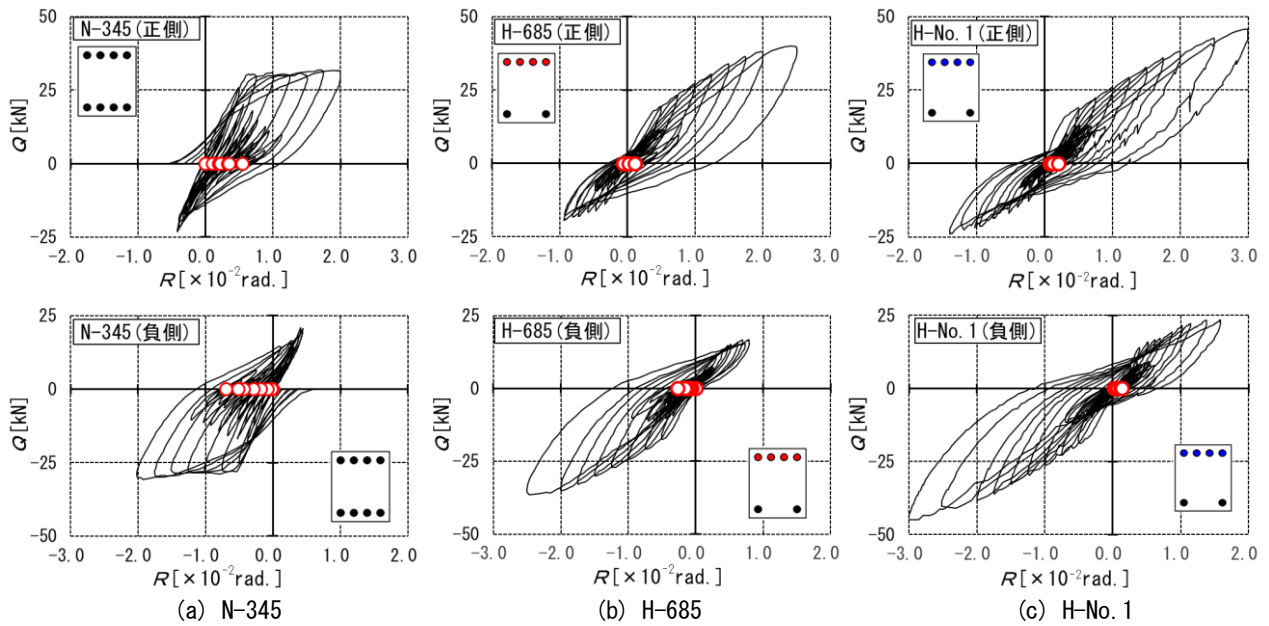 N-345(正側)
50
25
0
-25
Q[kN]
-2.0 -1.0 0.0 1.0 2.0 3.0
R[×10⁻²rad.]
H-685(正側)
50
25
0
-25
Q[kN]
-2.0 -1.0 0.0 1.0 2.0 3.0
R[×10⁻²rad.]
H-No.1(正側)
50
25
0
-25
Q[kN]
-2.0 -1.0 0.0 1.0 2.0 3.0
R[×10⁻²rad.]
N-345(負側)
25
0
-25
-50
Q[kN]
-3.0 -2.0 -1.0 0.0 1.0 2.0
R[×10⁻²rad.]
(a) N-345
H-685(負側)
25
0
-25
-50
Q[kN]
-3.0 -2.0 -1.0 0.0 1.0 2.0
R[×10⁻²rad.]
(b) H-685
H-No.1(負側)
25
0
-25
-50
Q[kN]
-3.0 -2.0 -1.0 0.0 1.0 2.0
R[×10⁻²rad.]
(c) H-No.1